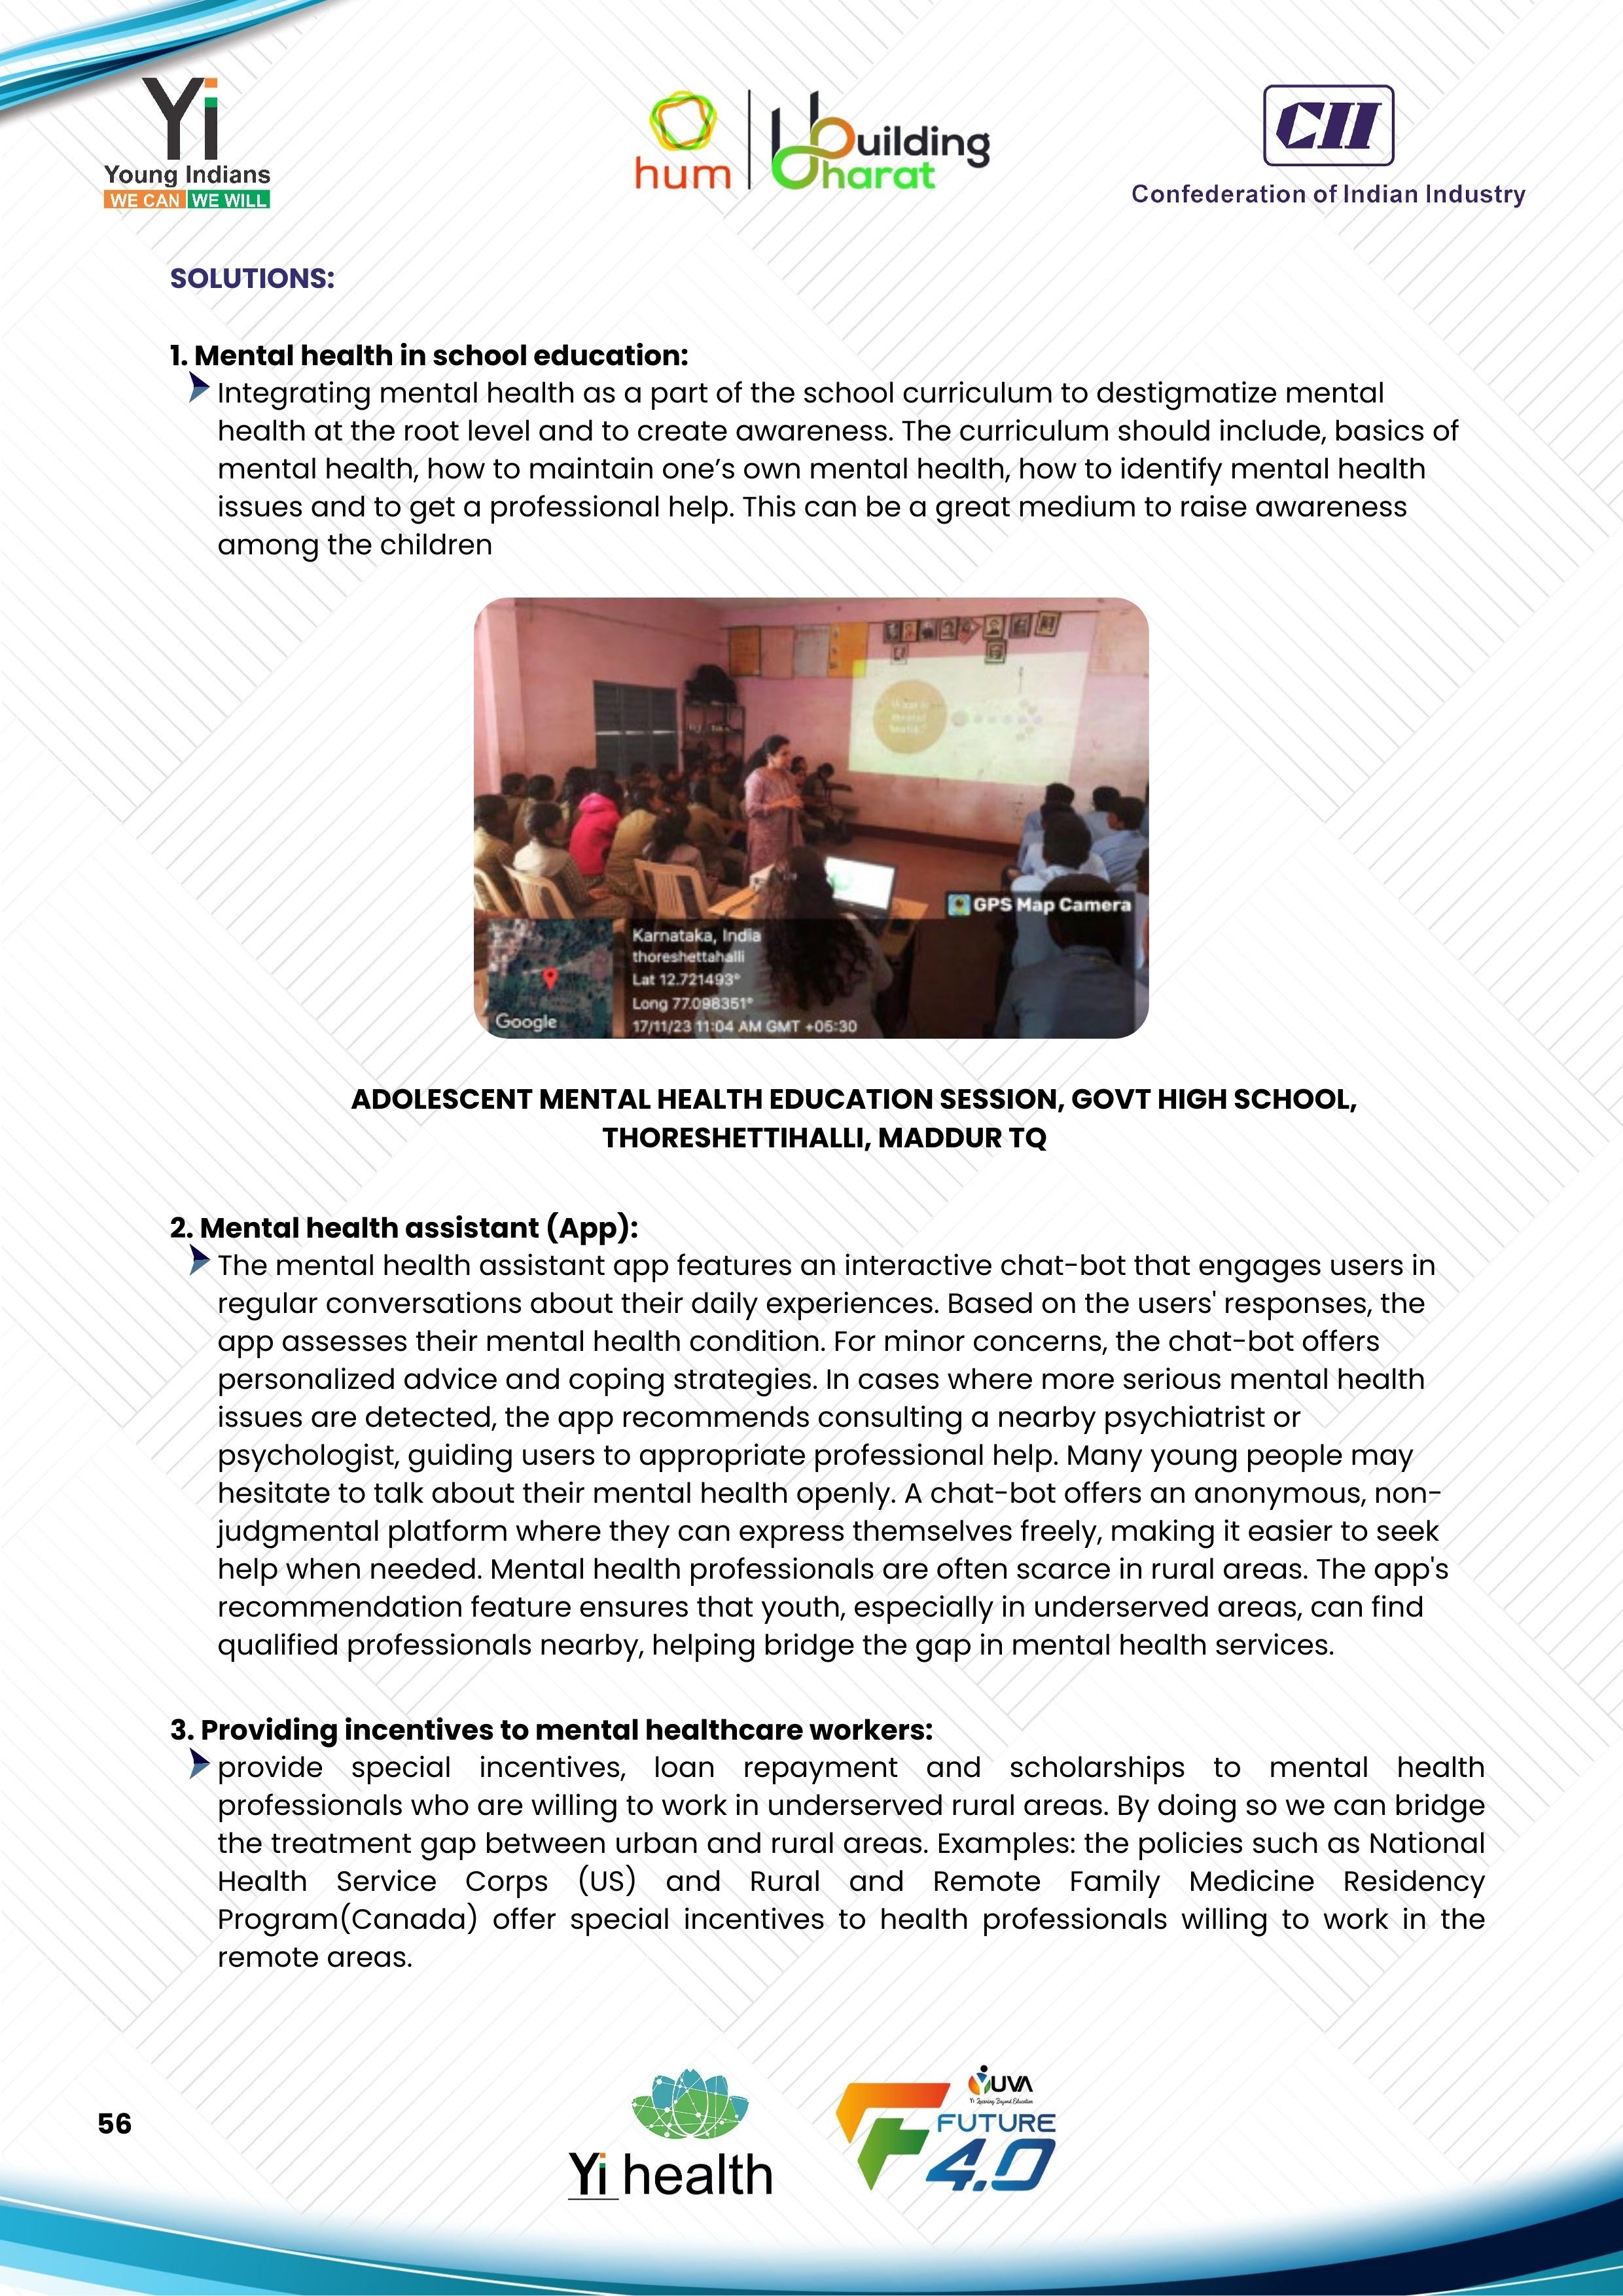 Yi
Young Indians
WE CAN WE WILL
hum
Building
Bharat
CII
Confederation of Indian Industry
SOLUTIONS:
1. Mental health in school education:
Integrating mental health as a part of the school curriculum to destigmatize mental
health at the root level and to create awareness. The curriculum should include, basics of
mental health, how to maintain one’s own mental health, how to identify mental health
issues and to get a professional help. This can be a great medium to raise awareness
among the children
What is
mental
health?
GPS Map Camera
Karnataka, India
thoreshettahalli
Lat 12.721493°
Long 77.098351°
17/11/23 11:04 AM GMT +05:30
Google
ADOLESCENT MENTAL HEALTH EDUCATION SESSION, GOVT HIGH SCHOOL,
THORESHETTIHALLI, MADDUR TQ
2. Mental health assistant (App):
The mental health assistant app features an interactive chat-bot that engages users in
regular conversations about their daily experiences. Based on the users' responses, the
app assesses their mental health condition. For minor concerns, the chat-bot offers
personalized advice and coping strategies. In cases where more serious mental health
issues are detected, the app recommends consulting a nearby psychiatrist or
psychologist, guiding users to appropriate professional help. Many young people may
hesitate to talk about their mental health openly. A chat-bot offers an anonymous, non-
judgmental platform where they can express themselves freely, making it easier to seek
help when needed. Mental health professionals are often scarce in rural areas. The app's
recommendation feature ensures that youth, especially in underserved areas, can find
qualified professionals nearby, helping bridge the gap in mental health services.
3. Providing incentives to mental healthcare workers:
provide special incentives, loan repayment and scholarships to mental health
professionals who are willing to work in underserved rural areas. By doing so we can bridge
the treatment gap between urban and rural areas. Examples: the policies such as National
Health Service Corps (US) and Rural and Remote Family Medicine Residency
Program(Canada) offer special incentives to health professionals willing to work in the
remote areas.
56
Yi health
YUVA
Yi Learning Beyond Education
FUTURE
4.0